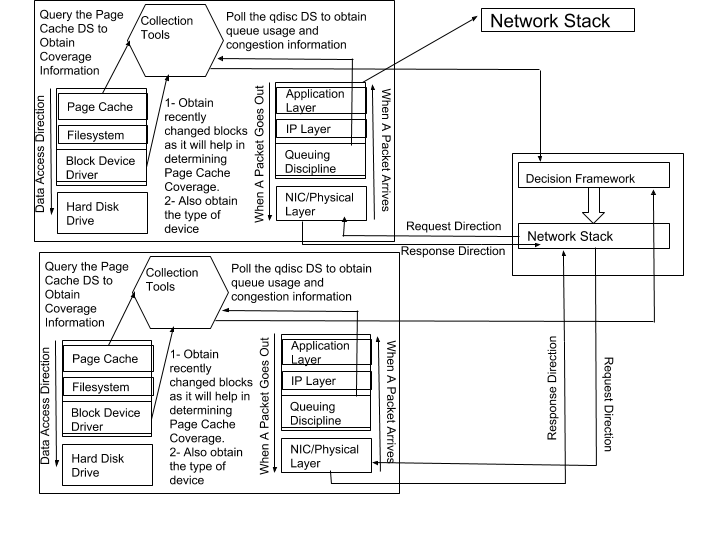 Query the Page
Cache DS to
Obtain
Coverage
Information
Collection
Tools
Poll the qdisc DS to obtain
queue usage and
congestion information
Network Stack
Data Access Direction
Page Cache
Filesystem
Block Device
Driver
Hard Disk
Drive
1- Obtain
recently
changed blocks
as it will help in
determining
Page Cache
Coverage.
2- Also obtain
the type of
device
When A Packet Goes Out
Application
Layer
IP Layer
Queuing
Discipline
NIC/Physical
Layer
When A Packet Arrives
Decision Framework
Network Stack
Request Direction
Response Direction
Query the Page
Cache DS to
Obtain
Coverage
Information
Collection
Tools
Poll the qdisc DS to obtain
queue usage and
congestion information
Data Access Direction
Page Cache
Filesystem
Block Device
Driver
Hard Disk
Drive
1- Obtain
recently
changed blocks
as it will help in
determining
Page Cache
Coverage.
2- Also obtain
the type of
device
When A Packet Goes Out
Application
Layer
IP Layer
Queuing
Discipline
NIC/Physical
Layer
When A Packet Arrives
Response Direction
Request Direction